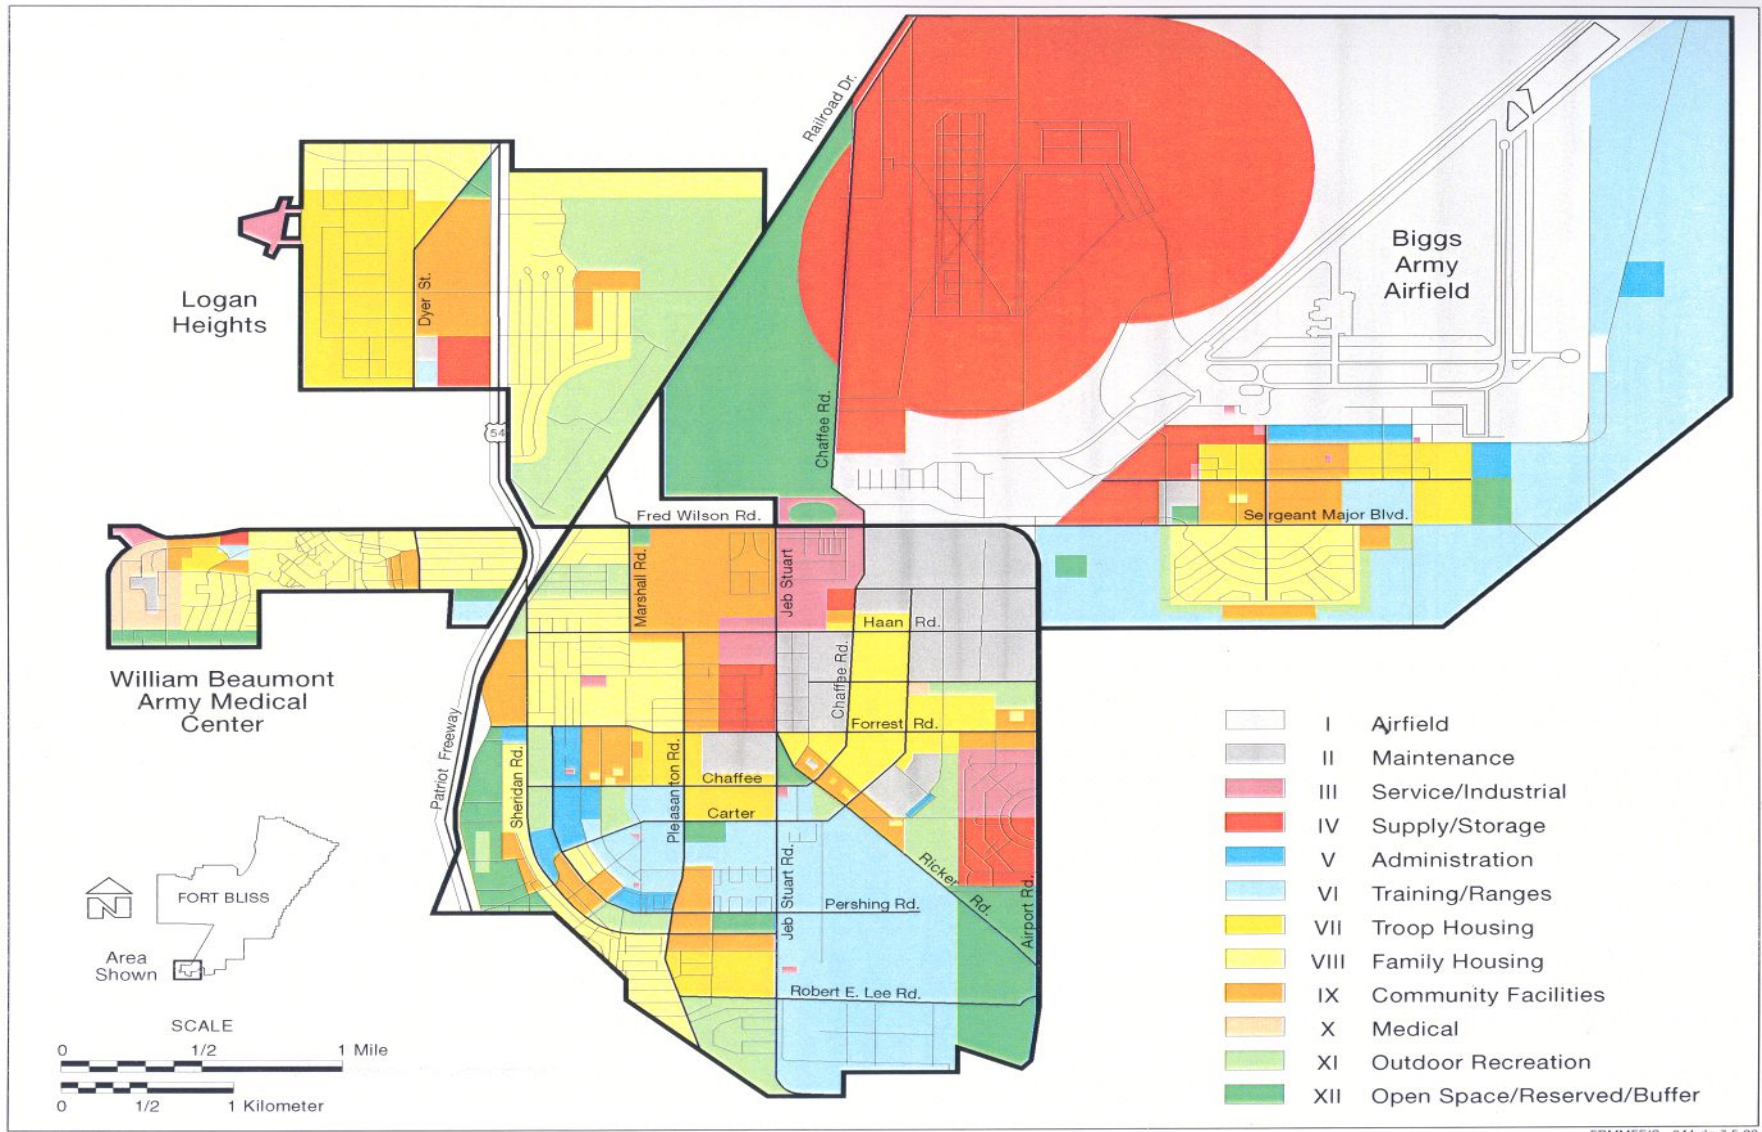 Railroad Dr.
Biggs
Army
Airfield
Logan
Heights
Dyer St.
54
Chaffee Rd.
Fred Wilson Rd.
Sergeant Major Blvd.
Marshall Rd.
Jeb Stuart
Haan Rd.
Chaffee Rd.
William Beaumont
Army Medical
Center
Forrest Rd.
Patriot Freeway
Sheridan Rd.
Pleasanton Rd.
Chaffee
Carter
Jeb Stuart Rd.
Ricker Rd.
Airport Rd.
Pershing Rd.
Robert E. Lee Rd.
FORT BLISS
N
Area
Shown
SCALE
0 1/2 1 Mile
0 1/2 1 Kilometer
I Airfield
II Maintenance
III Service/Industrial
IV Supply/Storage
V Administration
VI Training/Ranges
VII Troop Housing
VIII Family Housing
IX Community Facilities
X Medical
XI Outdoor Recreation
XII Open Space/Reserved/Buffer